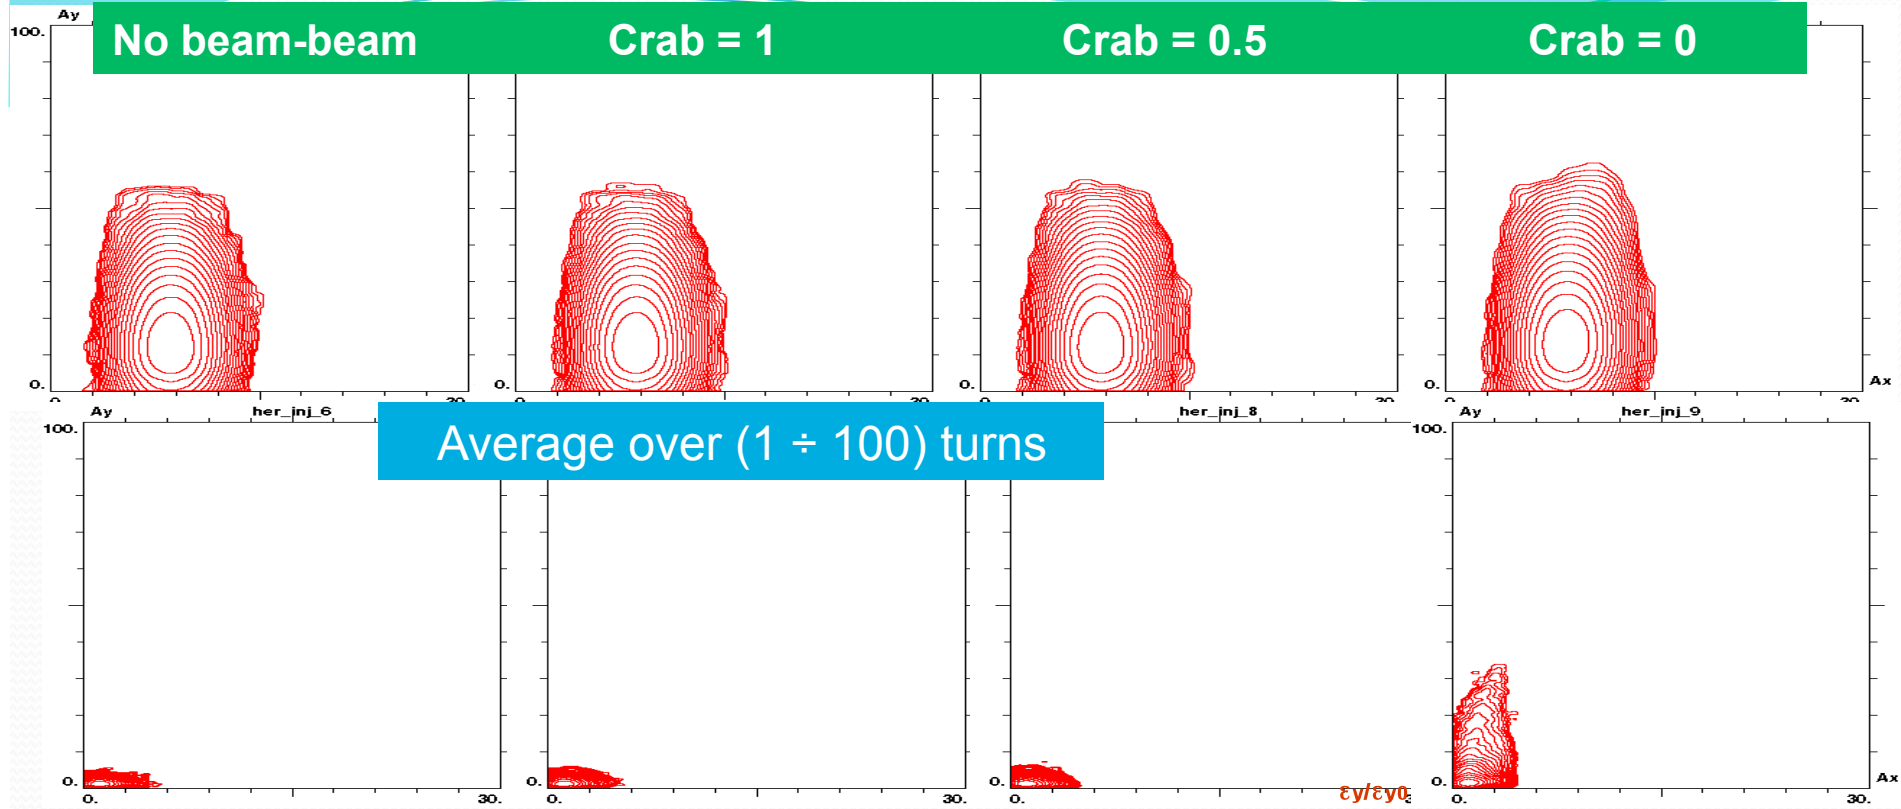 Ay
100.
No beam-beam Crab = 1 Crab = 0.5 Crab = 0
0. 0. 0. 0. Ax
Ay her_inj_6 her_inj_8 Ay her_inj_9
100. 100.
Average over (1 ÷ 100) turns
0. 0. 0. 0. Ax
εy/εy0
0. 30. 0. 30. 0. 0. 30.